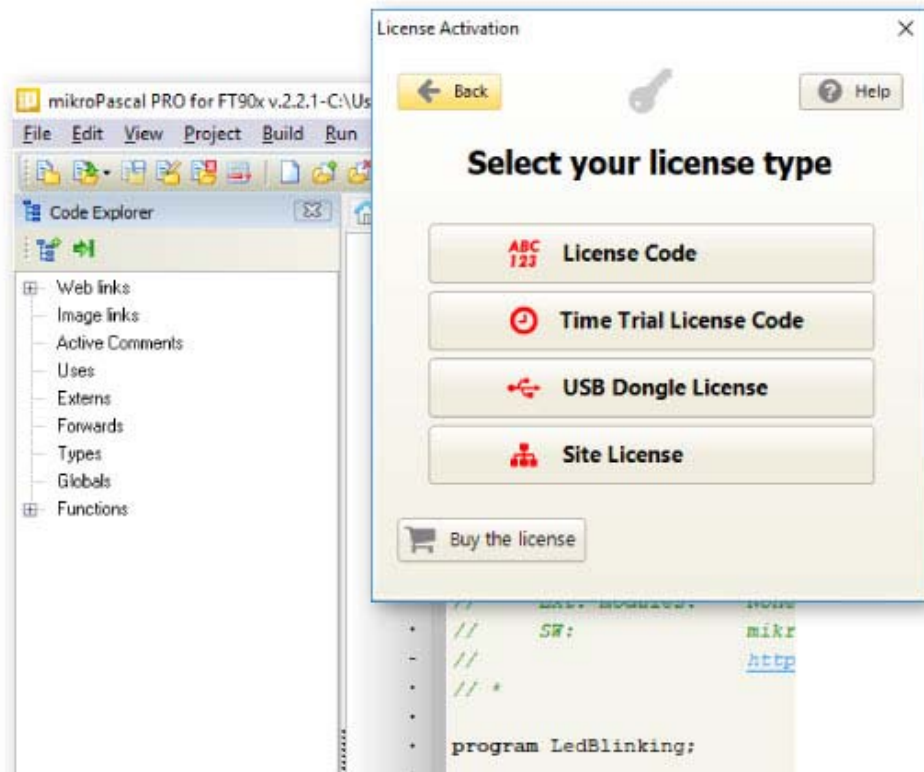 License Activation
Back
Help
Select your license type
ABC
123
License Code
Time Trial License Code
USB Dongle License
Site License
Buy the license
mikroPascal PRO for FT90x v.2.2.1-C:\Us
File Edit View Project Build Run
Code Explorer
Web links
Image links
Active Comments
Uses
Externs
Forwards
Types
Globals
Functions
// Ext. modules: None
// SW: mikr
// http
// *
program LedBlinking;